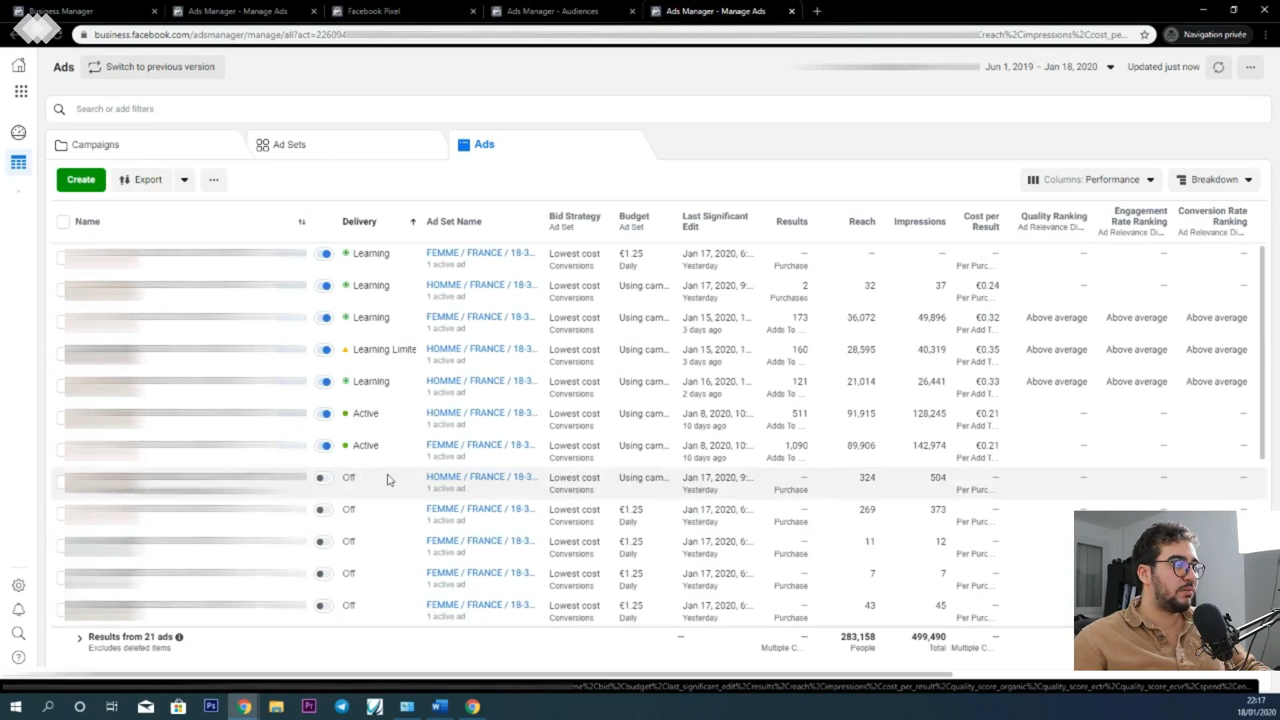 Business Manager
Ads Manager - Manage Ads
Facebook Pixel
Ads Manager - Audiences
Ads Manager - Manage Ads
business.facebook.com/adsmanager/manage/all?act=226094
reach%2Cimpressions%2Ccost_pe...
Navigation privée
Ads
Switch to previous version
Jun 1, 2019 – Jan 18, 2020
Updated just now
Search or add filters
Campaigns
Ad Sets
Ads
Create
Export
Columns: Performance
Breakdown
Name Delivery Ad Set Name Bid Strategy Ad Set Budget Ad Set Last Significant Edit Results Reach Impressions Cost per Result Quality Ranking Ad Relevance Di... Engagement Rate Ranking Ad Relevance Di... Conversion Rate Ranking Ad Relevance Di...
Learning FEMME / FRANCE / 18-3... Lowest cost €1.25 Jan 17, 2020, 6:... — — — — — — —
1 active ad Conversions Daily Yesterday Purchase Per Purc...
Learning HOMME / FRANCE / 18-3... Lowest cost Using cam... Jan 17, 2020, 9:... 2 32 37 €0.24 — — —
1 active ad Conversions Yesterday Purchases Per Purc...
Learning FEMME / FRANCE / 18-3... Lowest cost Using cam... Jan 15, 2020, 1... 173 36,072 49,896 €0.32 Above average Above average Above average
1 active ad Conversions 3 days ago Adds To ... Per Add T...
Learning Limite HOMME / FRANCE / 18-3... Lowest cost Using cam... Jan 15, 2020, 1... 160 28,595 40,319 €0.35 Above average Above average Above average
1 active ad Conversions 3 days ago Adds To ... Per Add T...
Learning HOMME / FRANCE / 18-3... Lowest cost Using cam... Jan 16, 2020, 1... 121 21,014 26,441 €0.33 Above average Above average Above average
1 active ad Conversions 2 days ago Adds To ... Per Add T...
Active HOMME / FRANCE / 18-3... Lowest cost Using cam... Jan 8, 2020, 10:... 511 91,915 128,245 €0.21 — — —
1 active ad Conversions 10 days ago Adds To ... Per Add T...
Active FEMME / FRANCE / 18-3... Lowest cost Using cam... Jan 8, 2020, 10:... 1,090 89,906 142,974 €0.21 — — —
1 active ad Conversions 10 days ago Adds To ... Per Add T...
Off HOMME / FRANCE / 18-3... Lowest cost Using cam... Jan 17, 2020, 9:... — 324 504 — — — —
1 active ad Conversions Yesterday Purchase Per Purc...
Off FEMME / FRANCE / 18-3... Lowest cost €1.25 Jan 17, 2020, 6:... — 269 373 — — — —
1 active ad Conversions Daily Yesterday Purchase Per Purc...
Off FEMME / FRANCE / 18-3... Lowest cost €1.25 Jan 17, 2020, 6:... — 11 12 —
1 active ad Conversions Daily Yesterday Purchase Per Purc...
Off FEMME / FRANCE / 18-3... Lowest cost €1.25 Jan 17, 2020, 6:... — 7 7 —
1 active ad Conversions Daily Yesterday Purchase Per Purc...
Off FEMME / FRANCE / 18-3... Lowest cost €1.25 Jan 17, 2020, 6:... — 43 45 —
1 active ad Conversions Daily Yesterday Purchase Per Purc...
Results from 21 ads — — 283,158 499,490 —
Excludes deleted items Multiple C... People Total Multiple C...
me%2Cbid%2Cbudget%2Clast_significant_edit%2Cresults%2Creach%2Cimpressions%2Ccost_per_result%2Cquality_score_organic%2Cquality_score_ectr%2Cquality_score_ecvr%2Cspend%2Cen...
22:17
18/01/2020